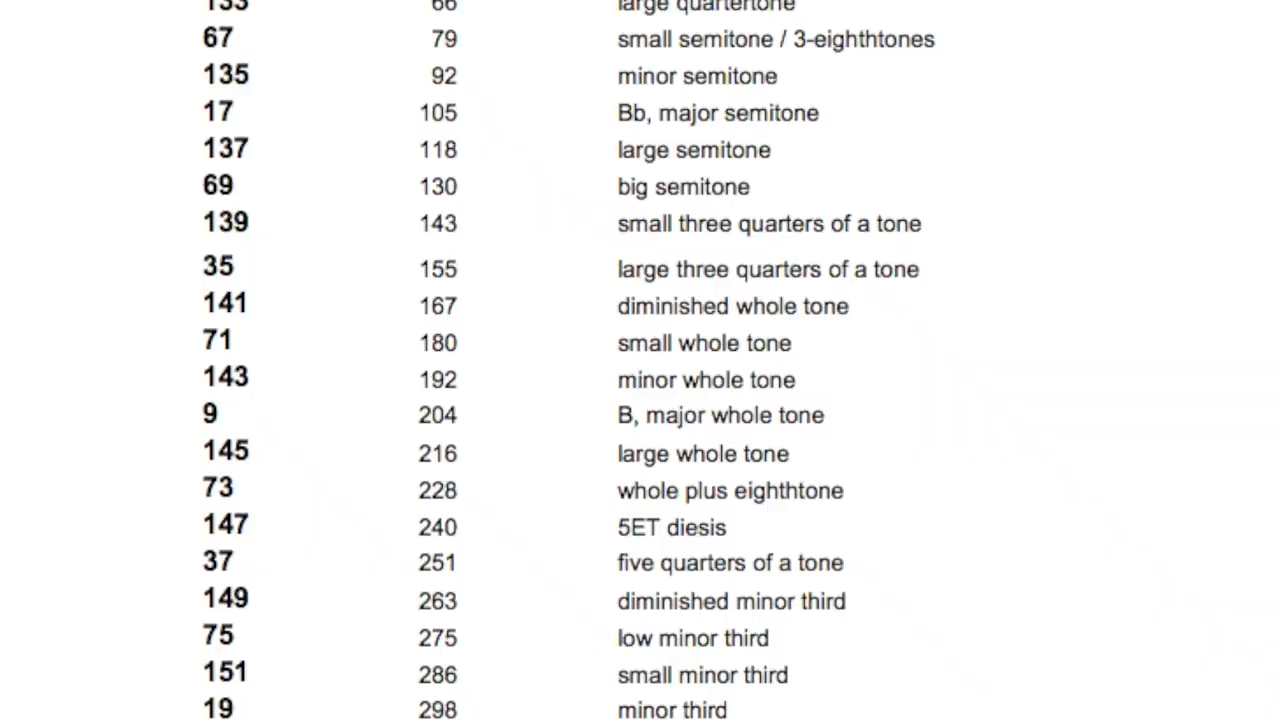 133 66 large quartertone
67 79 small semitone / 3-eighthtones
135 92 minor semitone
17 105 Bb, major semitone
137 118 large semitone
69 130 big semitone
139 143 small three quarters of a tone
35 155 large three quarters of a tone
141 167 diminished whole tone
71 180 small whole tone
143 192 minor whole tone
9 204 B, major whole tone
145 216 large whole tone
73 228 whole plus eighthtone
147 240 5ET diesis
37 251 five quarters of a tone
149 263 diminished minor third
75 275 low minor third
151 286 small minor third
19 298 minor third